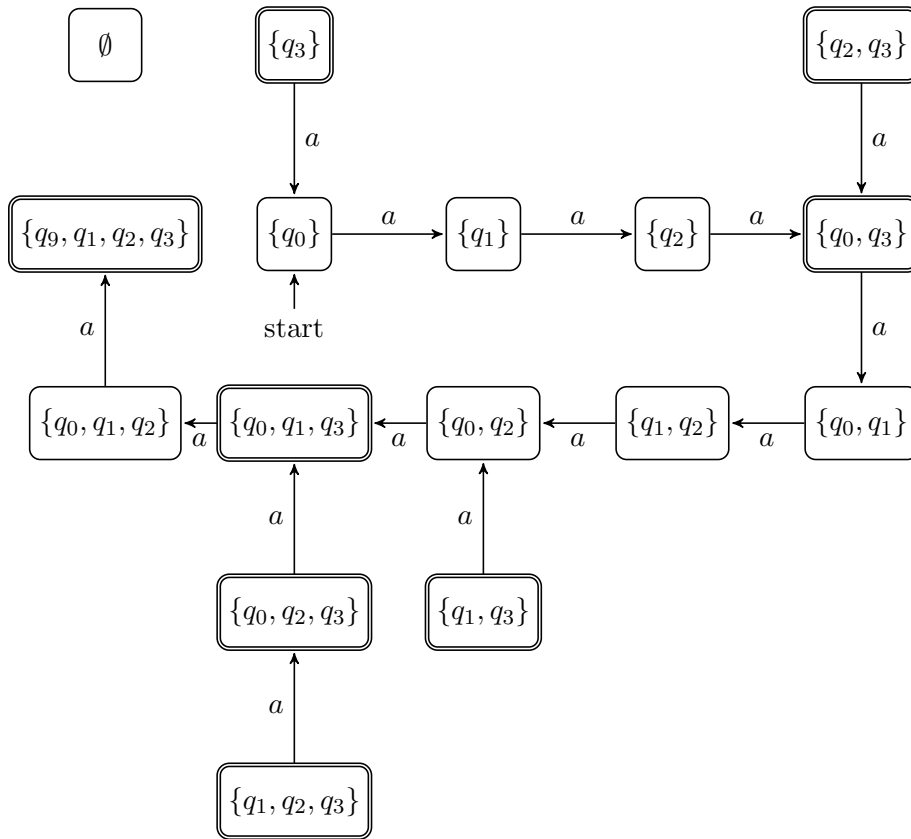 ∅ {q3} {q2, q3}
a a
{q9, q1, q2, q3} {q0} a {q1} a {q2} a {q0, q3}
a start a
{q0, q1, q2} a {q0, q1, q3} a {q0, q2} a {q1, q2} a {q0, q1}
a a
{q0, q2, q3} {q1, q3}
a
{q1, q2, q3}